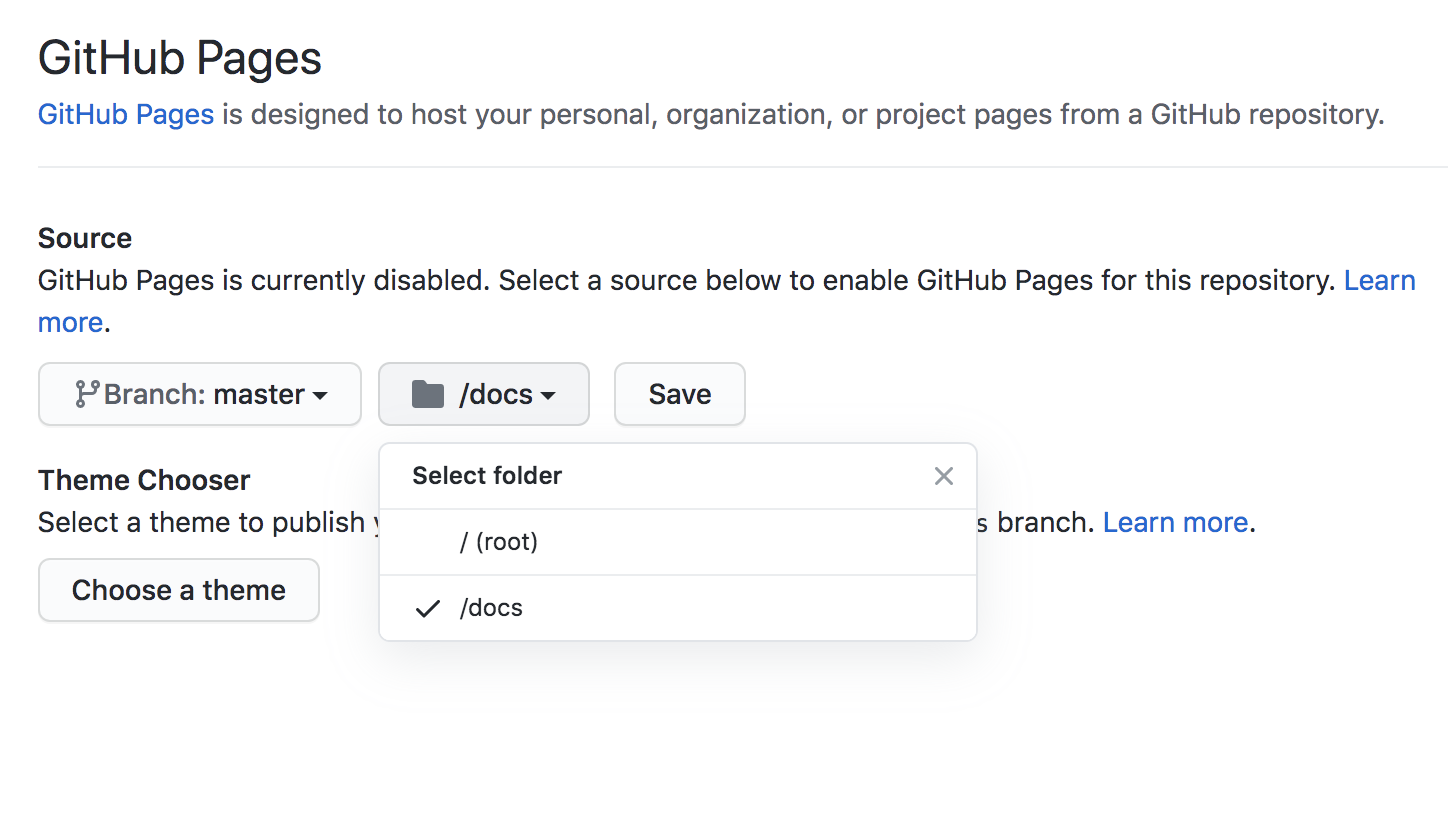 GitHub Pages
GitHub Pages is designed to host your personal, organization, or project pages from a GitHub repository.
Source
GitHub Pages is currently disabled. Select a source below to enable GitHub Pages for this repository. Learn
more.
Branch: master /docs Save
Select folder
Theme Chooser
Select a theme to publish branch. Learn more.
/ (root)
Choose a theme
/docs